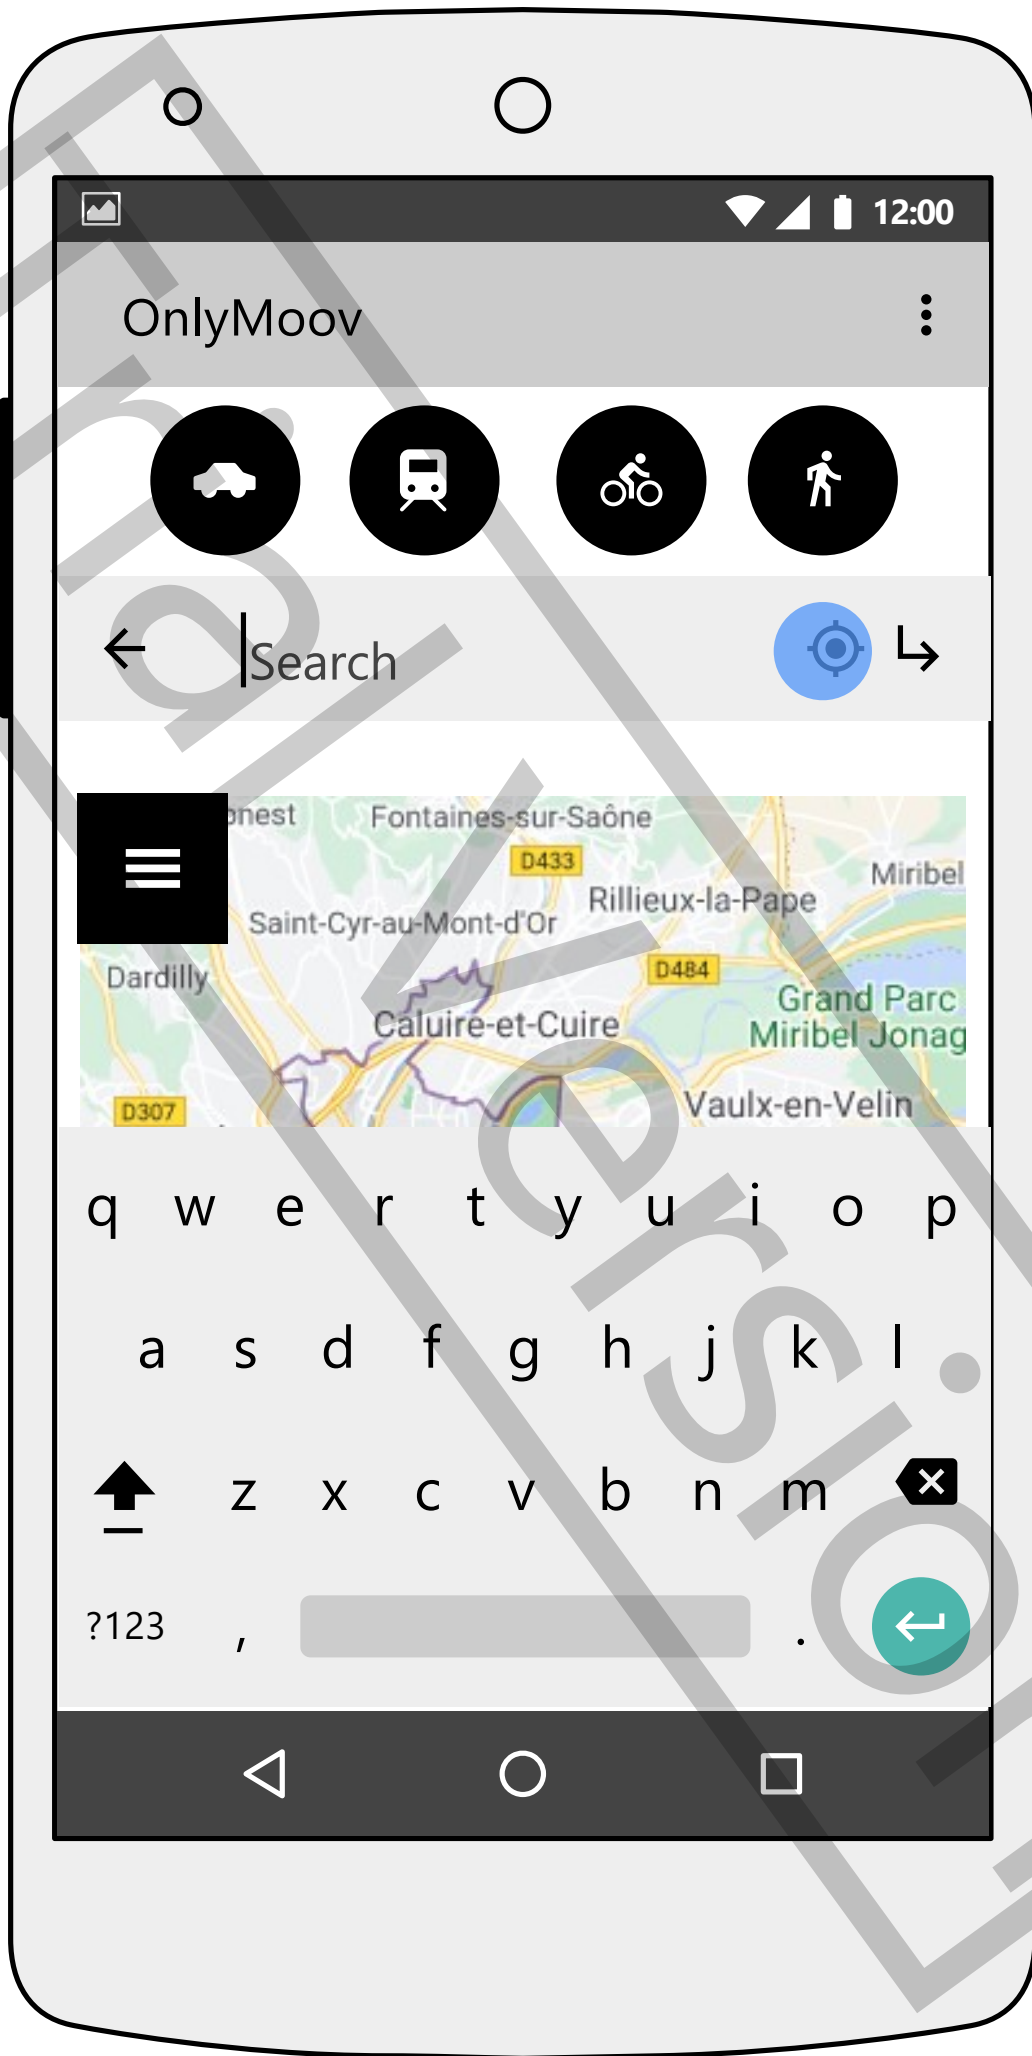 12:00
OnlyMoov
Search
onest
Fontaines-sur-Saône
D433
Miribel
Rillieux-la-Pape
Saint-Cyr-au-Mont-d'Or
D484
Dardilly
Grand Parc
Miribel Jonag
Caluire-et-Cuire
Vaulx-en-Velin
D307
q w e r t y u i o p
a s d f g h j k l
z x c v b n m
?123 , .
Trial Version